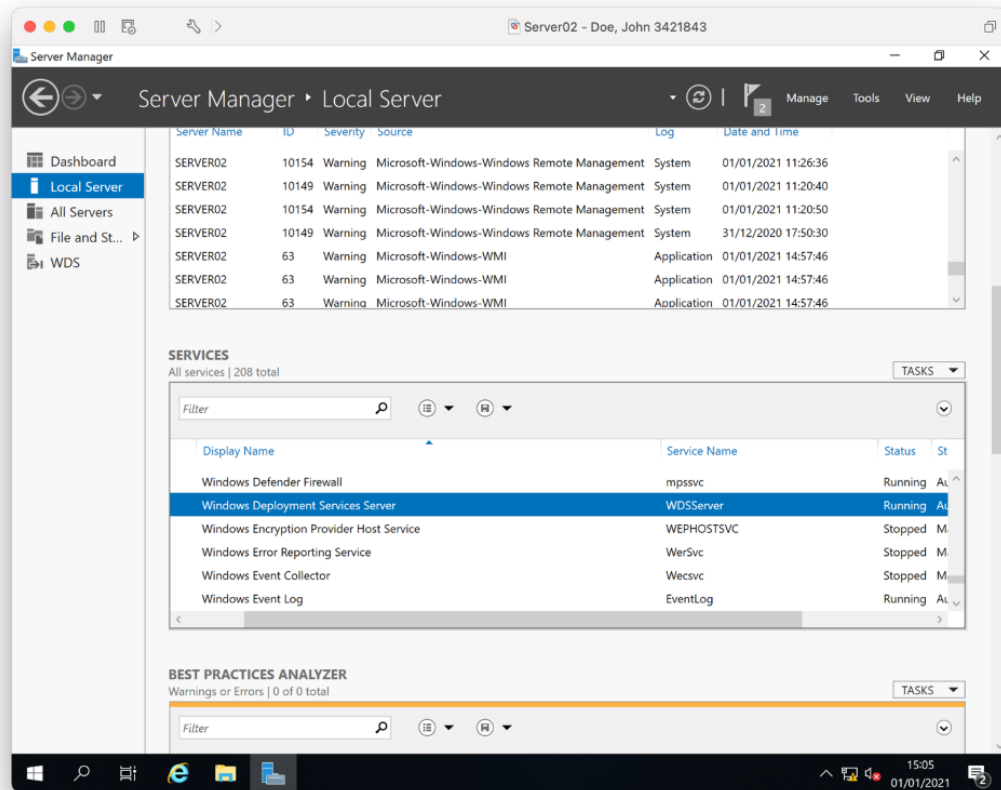 Server02 - Doe, John 3421843
Server Manager
Server Manager ‣ Local Server
2 Manage Tools View Help
Dashboard
Local Server
All Servers
File and St...
WDS
Server Name ID Severity Source Log Date and Time
SERVER02 10154 Warning Microsoft-Windows-Windows Remote Management System 01/01/2021 11:26:36
SERVER02 10149 Warning Microsoft-Windows-Windows Remote Management System 01/01/2021 11:20:40
SERVER02 10154 Warning Microsoft-Windows-Windows Remote Management System 01/01/2021 11:20:50
SERVER02 10149 Warning Microsoft-Windows-Windows Remote Management System 31/12/2020 17:50:30
SERVER02 63 Warning Microsoft-Windows-WMI Application 01/01/2021 14:57:46
SERVER02 63 Warning Microsoft-Windows-WMI Application 01/01/2021 14:57:46
SERVER02 63 Warning Microsoft-Windows-WMI Application 01/01/2021 14:57:46
SERVICES
All services | 208 total
TASKS
Filter
Display Name Service Name Status St
Windows Defender Firewall mpssvc Running Au
Windows Deployment Services Server WDSServer Running Au
Windows Encryption Provider Host Service WEPHOSTSVC Stopped M
Windows Error Reporting Service WerSvc Stopped M
Windows Event Collector Wecsvc Stopped M
Windows Event Log EventLog Running Au
BEST PRACTICES ANALYZER
Warnings or Errors | 0 of 0 total
TASKS
Filter
15:05
01/01/2021
2